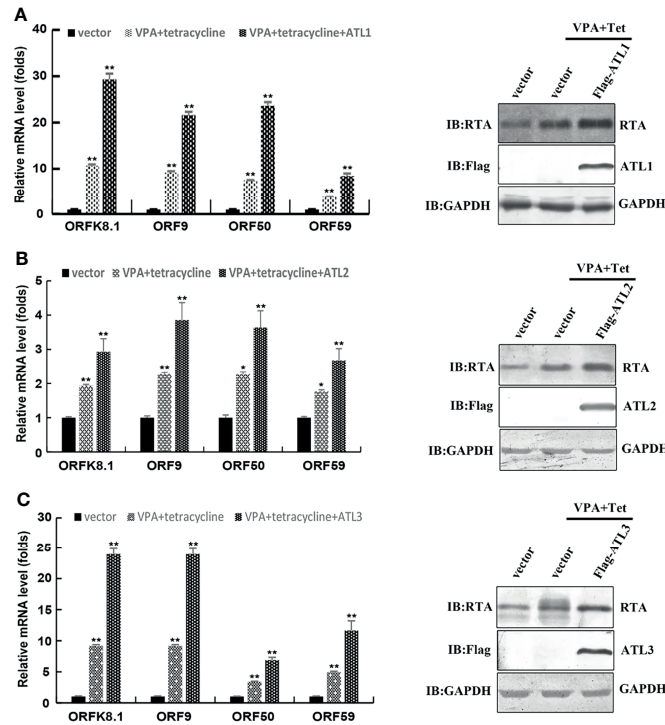 A
vector VPA+tetracycline VPA+tetracycline+ATL1
Relative mRNA level (folds)
40
30
20
10
0
ORFK8.1 ORF9 ORF50 ORF59
** ** ** ** ** ** ** **
VPA+Tet
vector vector Flag-ATL1
IB:RTA RTA
IB:Flag ATL1
IB:GAPDH GAPDH
B
vector VPA+tetracycline VPA+tetracycline+ATL2
Relative mRNA level (folds)
5
4
3
2
1
0
ORFK8.1 ORF9 ORF50 ORF59
** ** ** ** * ** * **
VPA+Tet
vector vector Flag-ATL2
IB:RTA RTA
IB:Flag ATL2
IB:GAPDH GAPDH
C
vector VPA+tetracycline VPA+tetracycline+ATL3
Relative mRNA level (folds)
30
25
20
15
10
5
0
ORFK8.1 ORF9 ORF50 ORF59
** ** ** ** ** ** ** **
VPA+Tet
vector vector Flag-ATL3
IB:RTA RTA
IB:Flag ATL3
IB:GAPDH GAPDH